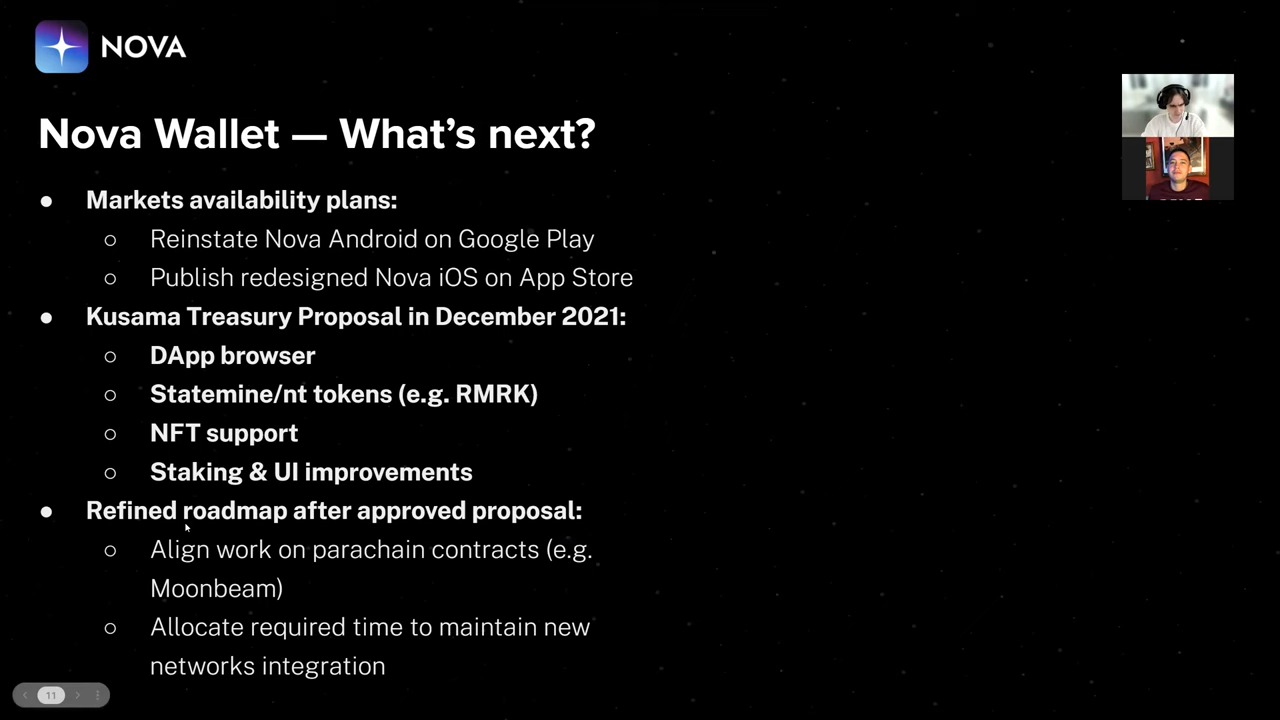 NOVA
Nova Wallet — What's next?
● Markets availability plans:
○ Reinstate Nova Android on Google Play
○ Publish redesigned Nova iOS on App Store
● Kusama Treasury Proposal in December 2021:
○ DApp browser
○ Statemine/nt tokens (e.g. RMRK)
○ NFT support
○ Staking & UI improvements
● Refined roadmap after approved proposal:
○ Align work on parachain contracts (e.g.
Moonbeam)
○ Allocate required time to maintain new
networks integration
11